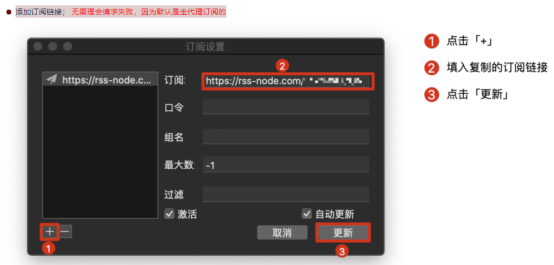 添加订阅链接； 无需理会请求失败，因为默认是走代理订阅的
订阅设置
https://rss-node.c...
订阅:
https://rss-node.com/
2
口令
组名
最大数
-1
过滤
激活
自动更新
+ −
取消
更新
1
3
1 点击「+」
2 填入复制的订阅链接
3 点击「更新」